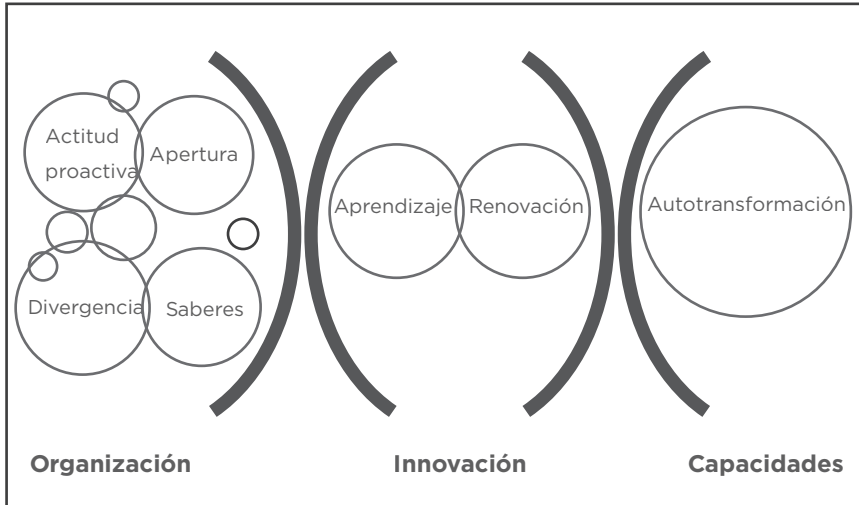 Actitud
proactiva
Apertura
Divergencia
Saberes
Aprendizaje
Renovación
Autotransformación
Organización
Innovación
Capacidades